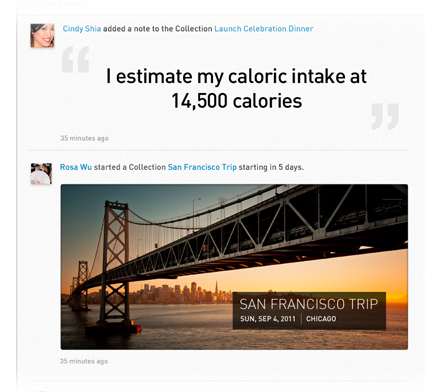 Cindy Shia added a note to the Collection Launch Celebration Dinner
“
I estimate my caloric intake at
14,500 calories
”
35 minutes ago
Rosa Wu started a Collection San Francisco Trip starting in 5 days.
SAN FRANCISCO TRIP
SUN, SEP 4, 2011 | CHICAGO
35 minutes ago